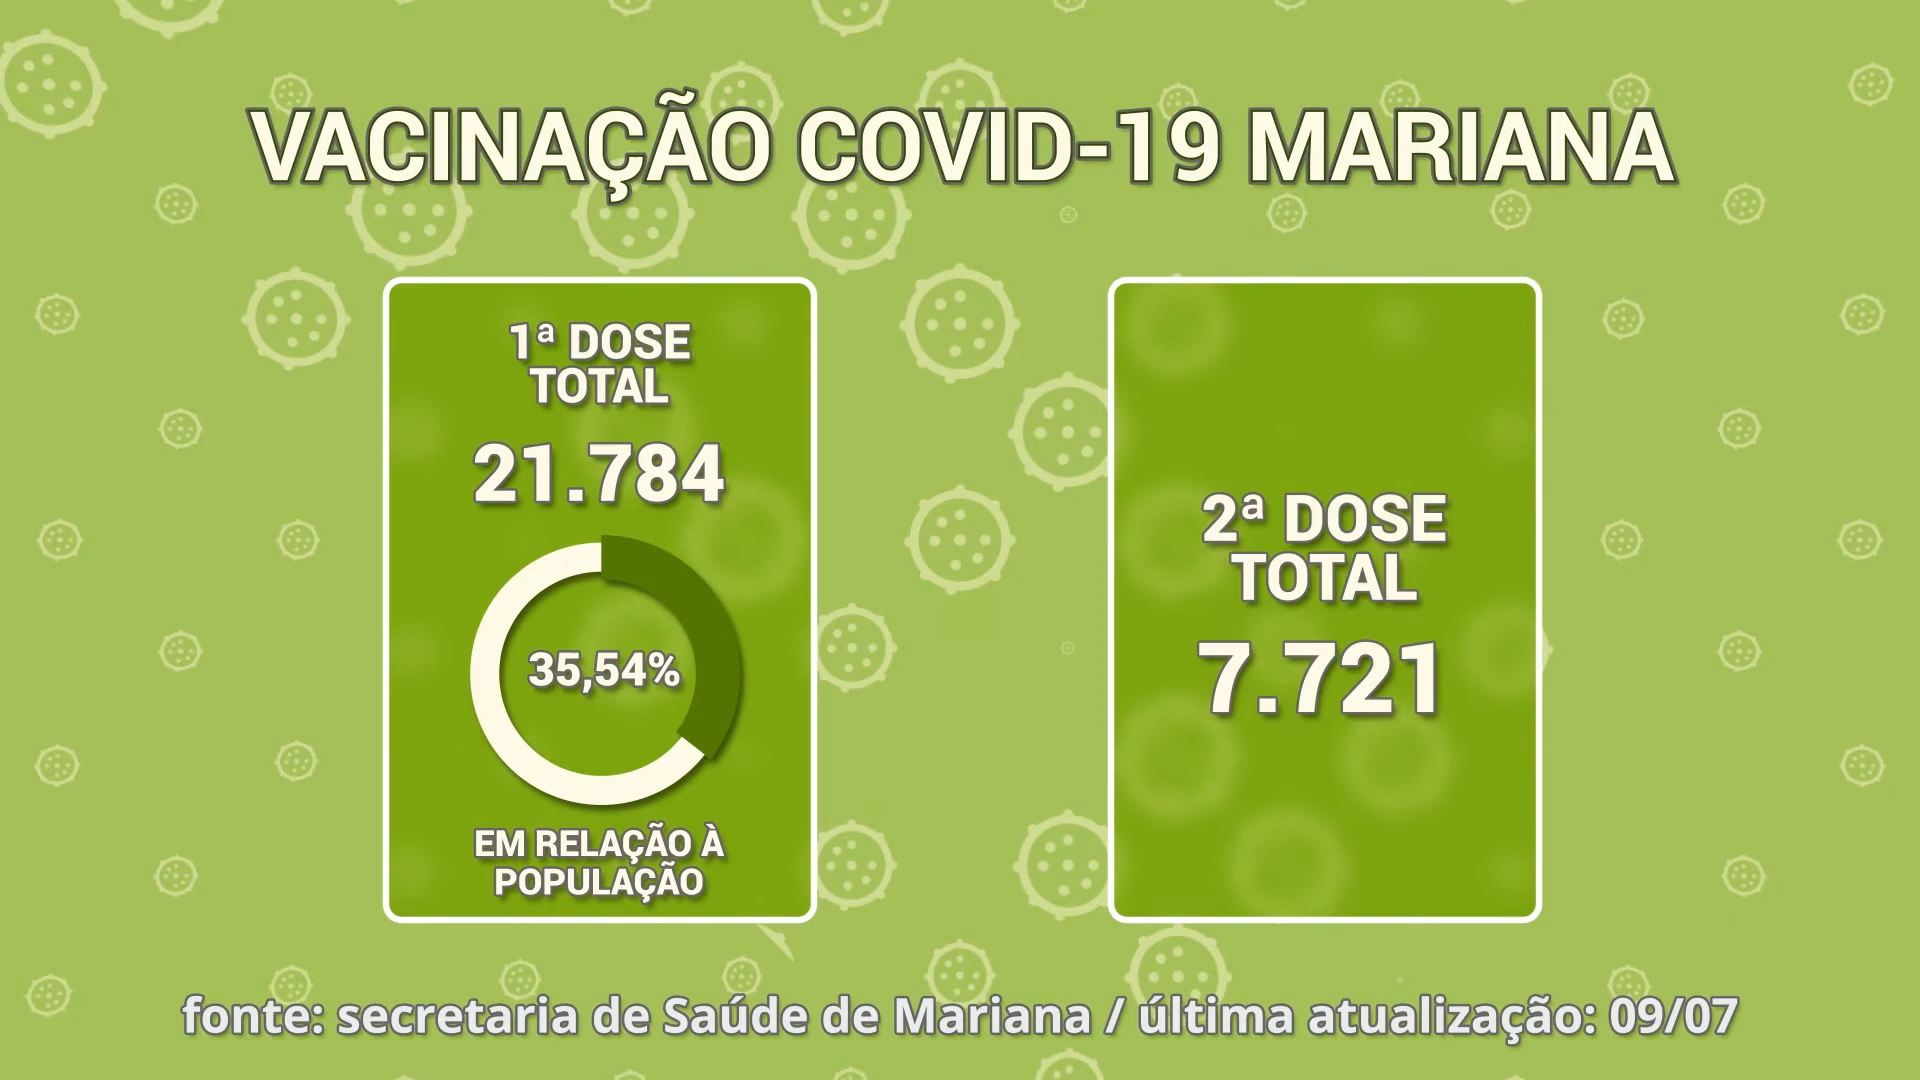 VACINAÇÃO COVID-19 MARIANA
1ª DOSE
TOTAL
21.784
35,54%
EM RELAÇÃO À
POPULAÇÃO
2ª DOSE
TOTAL
7.721
fonte: secretaria de Saúde de Mariana / última atualização: 09/07